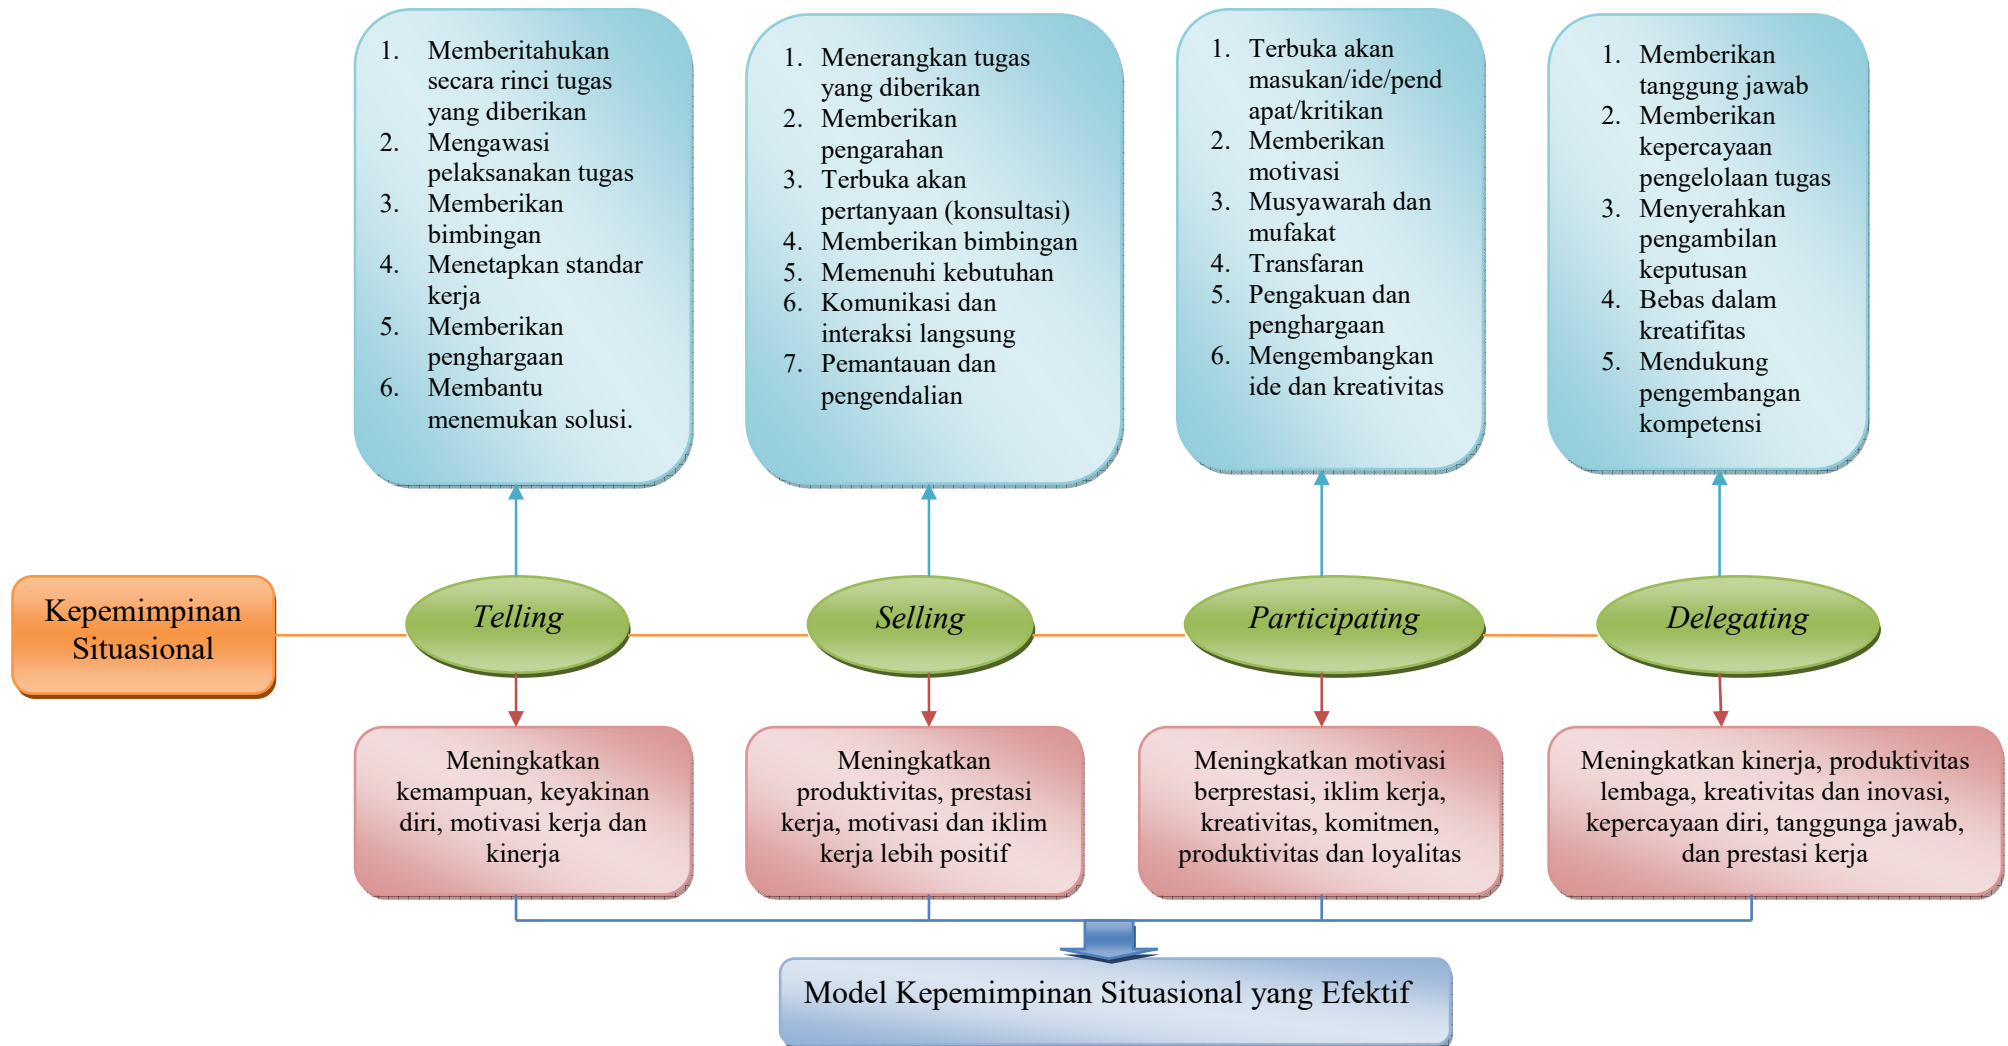 1. Memberitahukan
secara rinci tugas
yang diberikan
2. Mengawasi
pelaksanakan tugas
3. Memberikan
bimbingan
4. Menetapkan standar
kerja
5. Memberikan
penghargaan
6. Membantu
menemukan solusi.
1. Menerangkan tugas
yang diberikan
2. Memberikan
pengarahan
3. Terbuka akan
pertanyaan (konsultasi)
4. Memberikan bimbingan
5. Memenuhi kebutuhan
6. Komunikasi dan
interaksi langsung
7. Pemantauan dan
pengendalian
1. Terbuka akan
masukan/ide/pend
apat/kritikan
2. Memberikan
motivasi
3. Musyawarah dan
mufakat
4. Transfaran
5. Pengakuan dan
penghargaan
6. Mengembangkan
ide dan kreativitas
1. Memberikan
tanggung jawab
2. Memberikan
kepercayaan
pengelolaan tugas
3. Menyerahkan
pengambilan
keputusan
4. Bebas dalam
kreatifitas
5. Mendukung
pengembangan
kompetensi
Kepemimpinan
Situasional
Telling
Selling
Participating
Delegating
Meningkatkan
kemampuan, keyakinan
diri, motivasi kerja dan
kinerja
Meningkatkan
produktivitas, prestasi
kerja, motivasi dan iklim
kerja lebih positif
Meningkatkan motivasi
berprestasi, iklim kerja,
kreativitas, komitmen,
produktivitas dan loyalitas
Meningkatkan kinerja, produktivitas
lembaga, kreativitas dan inovasi,
kepercayaan diri, tanggunga jawab,
dan prestasi kerja
Model Kepemimpinan Situasional yang Efektif